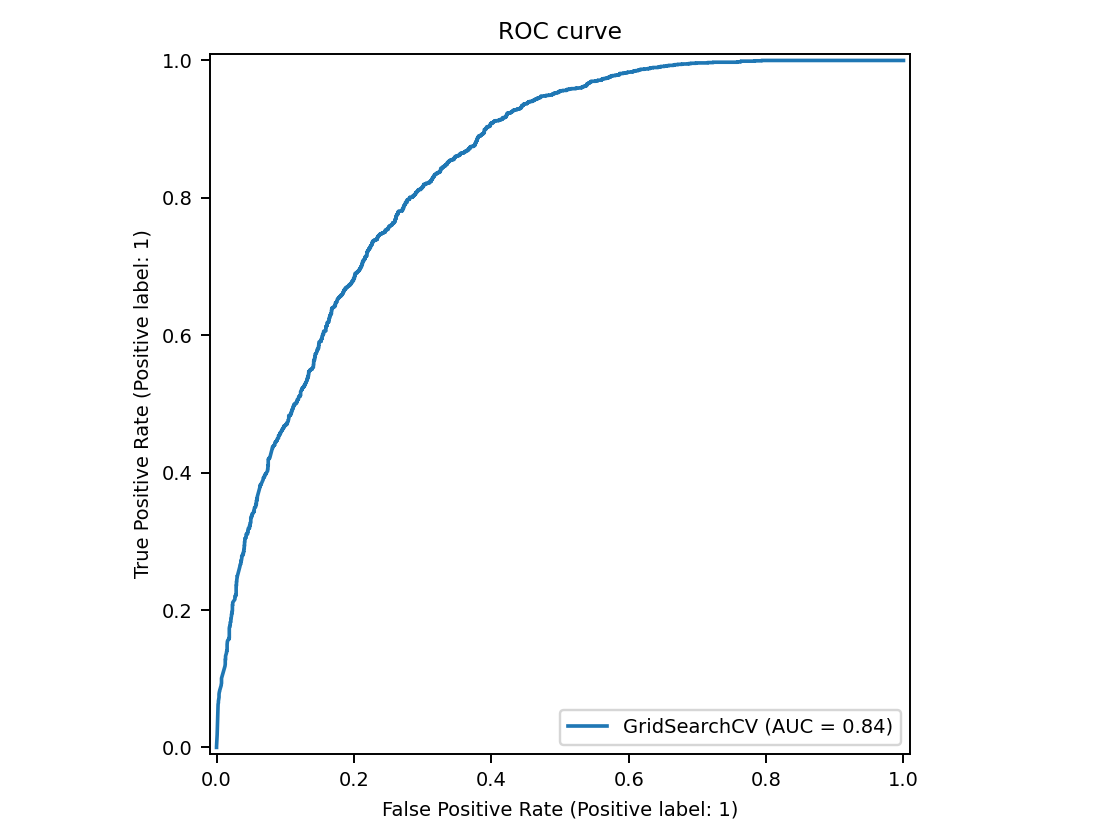 ROC curve
1.0
0.8
0.6
0.4
0.2
0.0
True Positive Rate (Positive label: 1)
GridSearchCV (AUC = 0.84)
0.0 0.2 0.4 0.6 0.8 1.0
False Positive Rate (Positive label: 1)